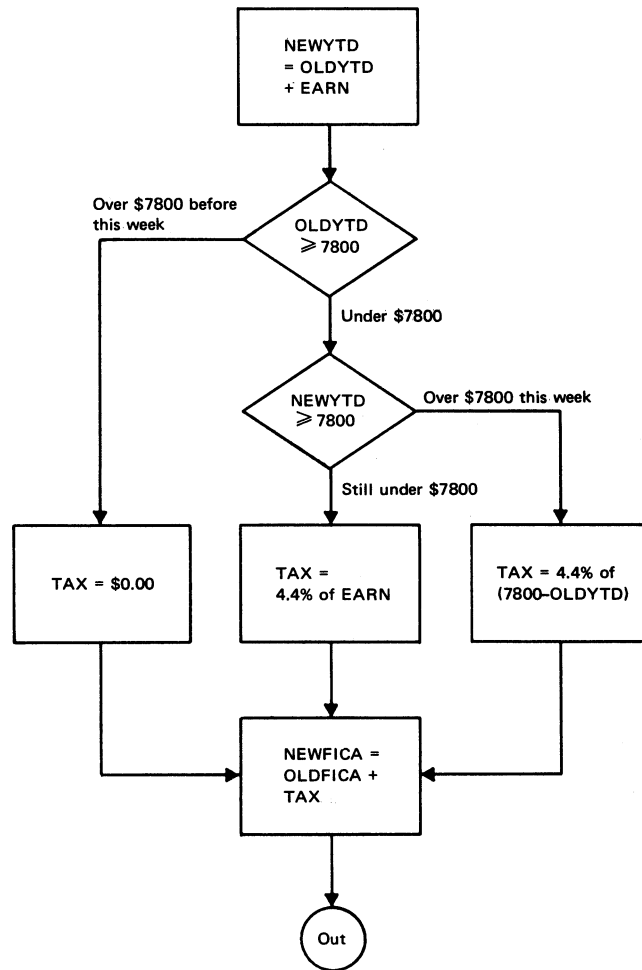 NEWYTD
= OLDYTD
+ EARN
Over $7800 before
this week
OLDYTD
⩾ 7800
Under $7800
NEWYTD
⩾ 7800
Over $7800 this week
Still under $7800
TAX = $0.00
TAX =
4.4% of EARN
TAX = 4.4% of
(7800–OLDYTD)
NEWFICA =
OLDFICA +
TAX
Out